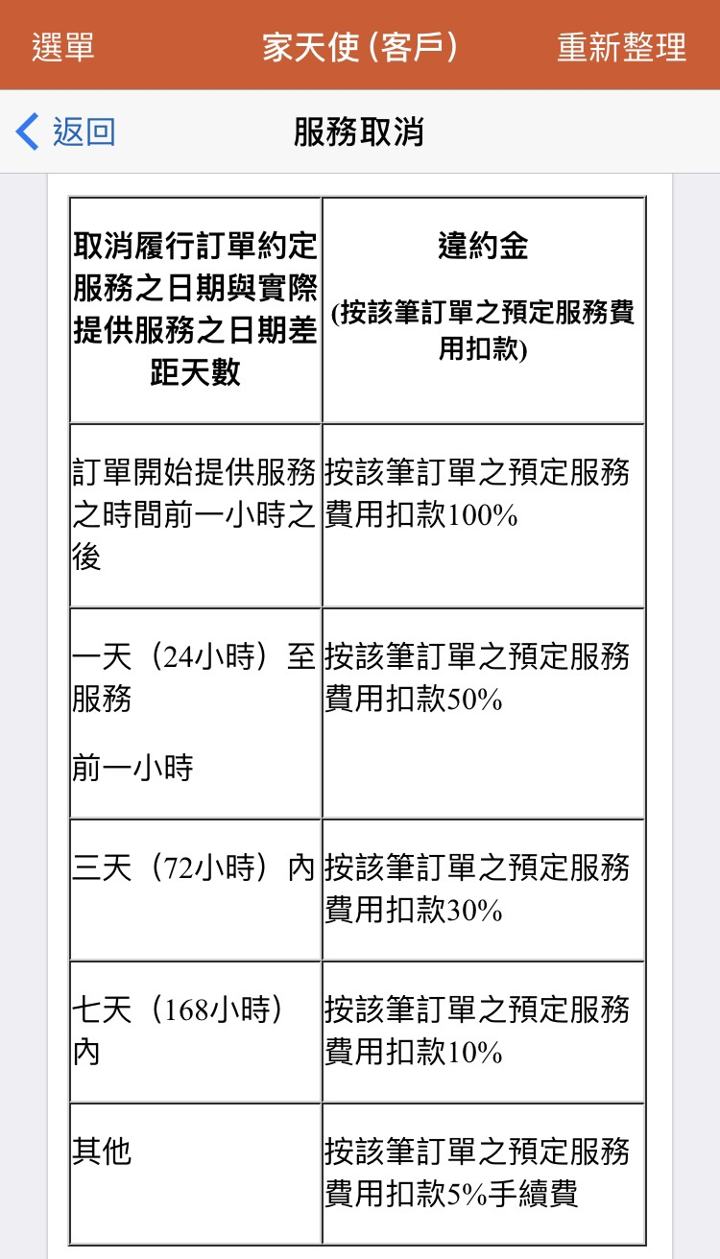 選單
家天使 (客戶)
重新整理
返回
服務取消
取消履行訂單約定
服務之日期與實際
提供服務之日期差
距天數
違約金
(按該筆訂單之預定服務費
用扣款)
訂單開始提供服務
之時間前一小時之
後
按該筆訂單之預定服務
費用扣款100%
一天（24小時）至
服務
前一小時
按該筆訂單之預定服務
費用扣款50%
三天（72小時）內
按該筆訂單之預定服務
費用扣款30%
七天（168小時）
內
按該筆訂單之預定服務
費用扣款10%
其他
按該筆訂單之預定服務
費用扣款5%手續費